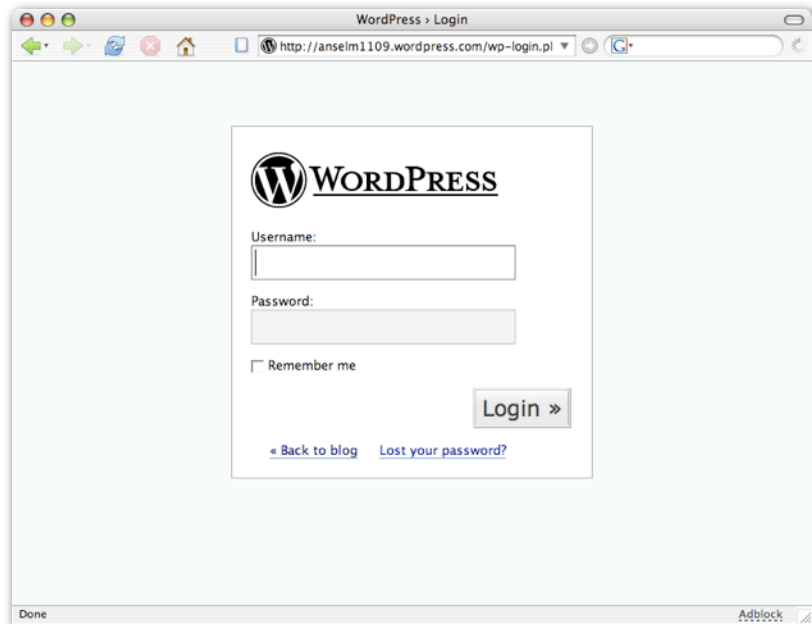 WordPress › Login
http://anselm1109.wordpress.com/wp-login.pl
G
W WORDPRESS
Username:
Password:
Remember me
Login »
« Back to blog Lost your password?
Done Adblock